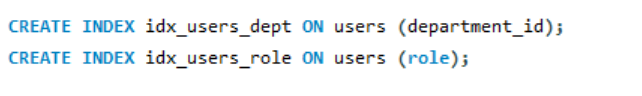 CREATE INDEX idx_users_dept ON users (department_id);
CREATE INDEX idx_users_role ON users (role);